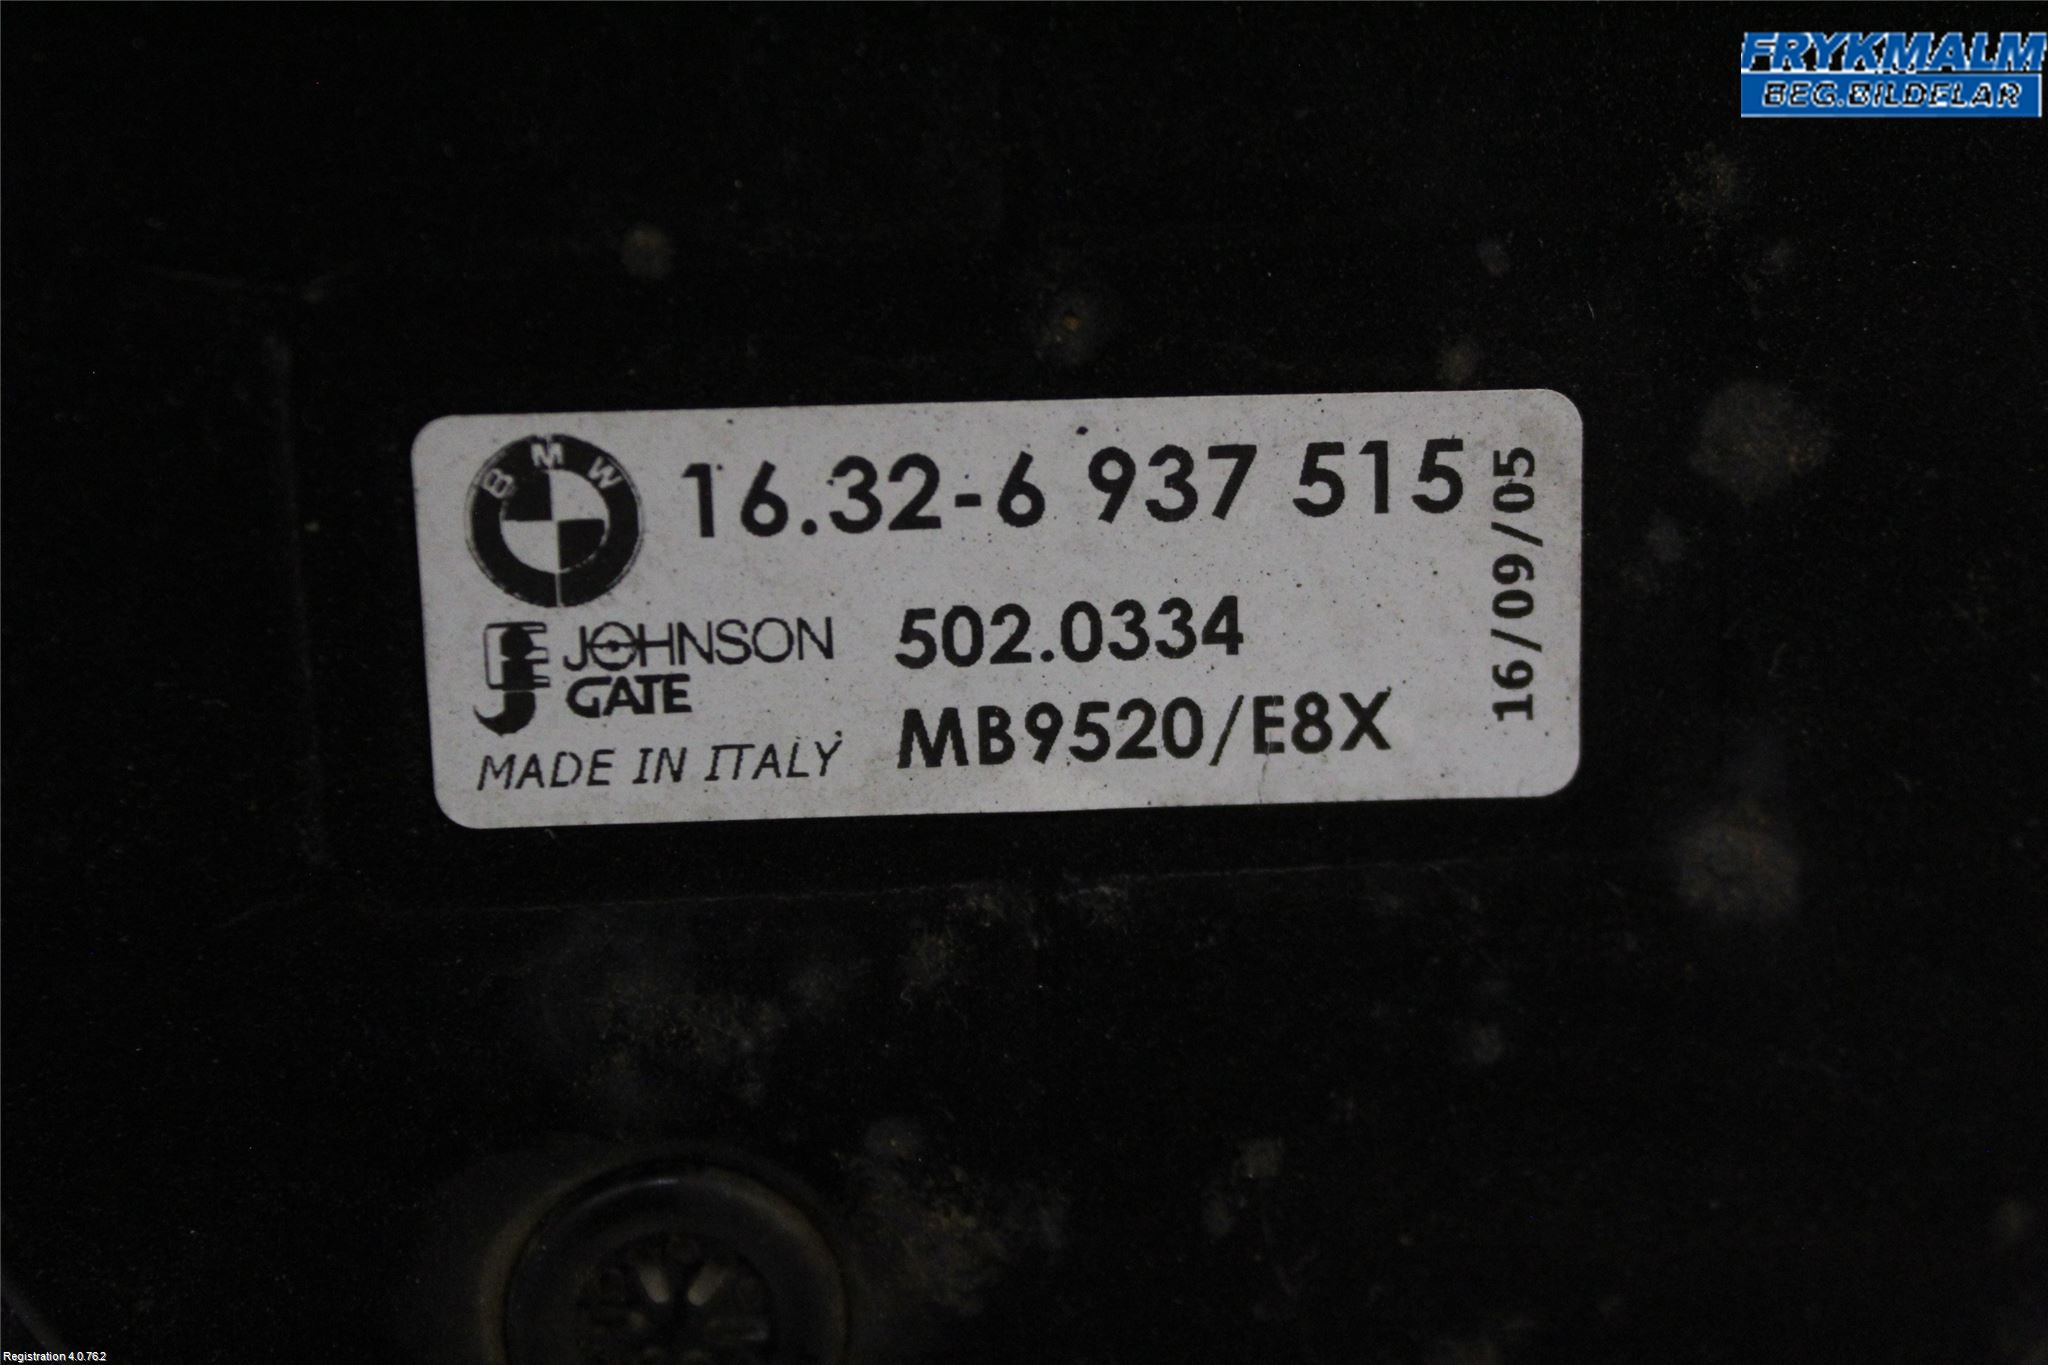 FRYKMALM
BEG.BILDELAR
BMW
16.32-6 937 515
16/09/05
JOHNSON
GATE
502.0334
MADE IN ITALY
MB9520/E8X
Registration 4.0.76.2